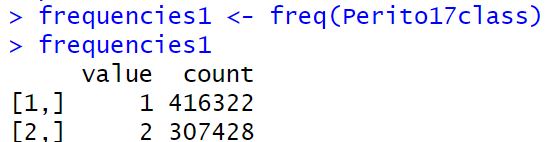 > frequencies1 <- freq(Perito17class)
> frequencies1
     value  count
[1,]     1 416322
[2,]     2 307428